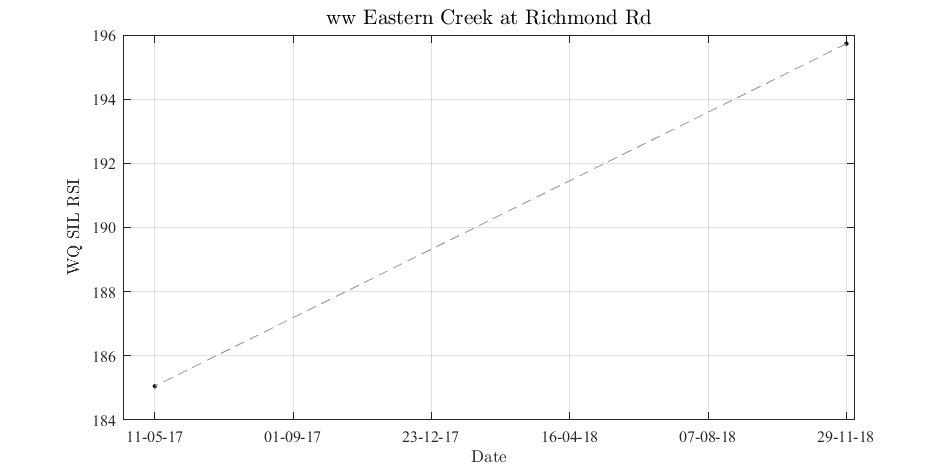 ww Eastern Creek at Richmond Rd
WQ SIL RSI
196
194
192
190
188
186
184
11-05-17 01-09-17 23-12-17 16-04-18 07-08-18 29-11-18
Date